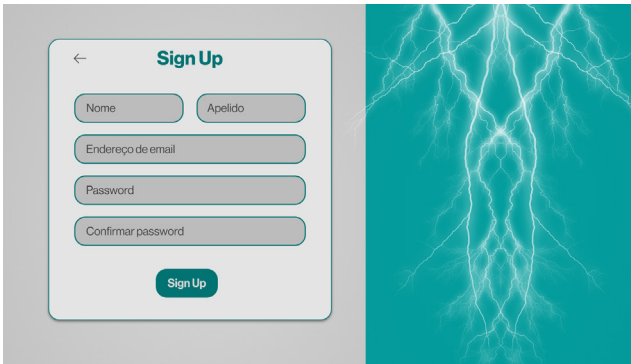 Sign Up
Nome
Apelido
Endereço de email
Password
Confirmar password
Sign Up